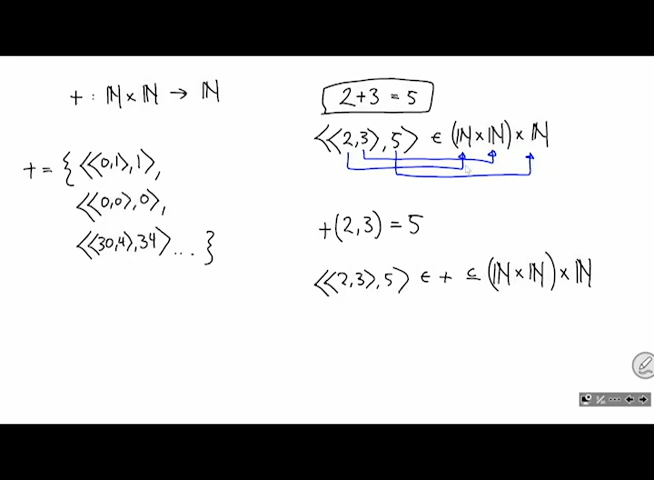 + : ℕ × ℕ → ℕ
+ = { ⟨⟨0,1⟩,1⟩,
⟨⟨0,0⟩,0⟩,
⟨⟨30,4⟩,34⟩ ... }
2+3 = 5
⟨⟨2,3⟩,5⟩ ∈ (ℕ×ℕ) × ℕ
+(2,3) = 5
⟨⟨2,3⟩,5⟩ ∈ + ⊆ (ℕ×ℕ) × ℕ